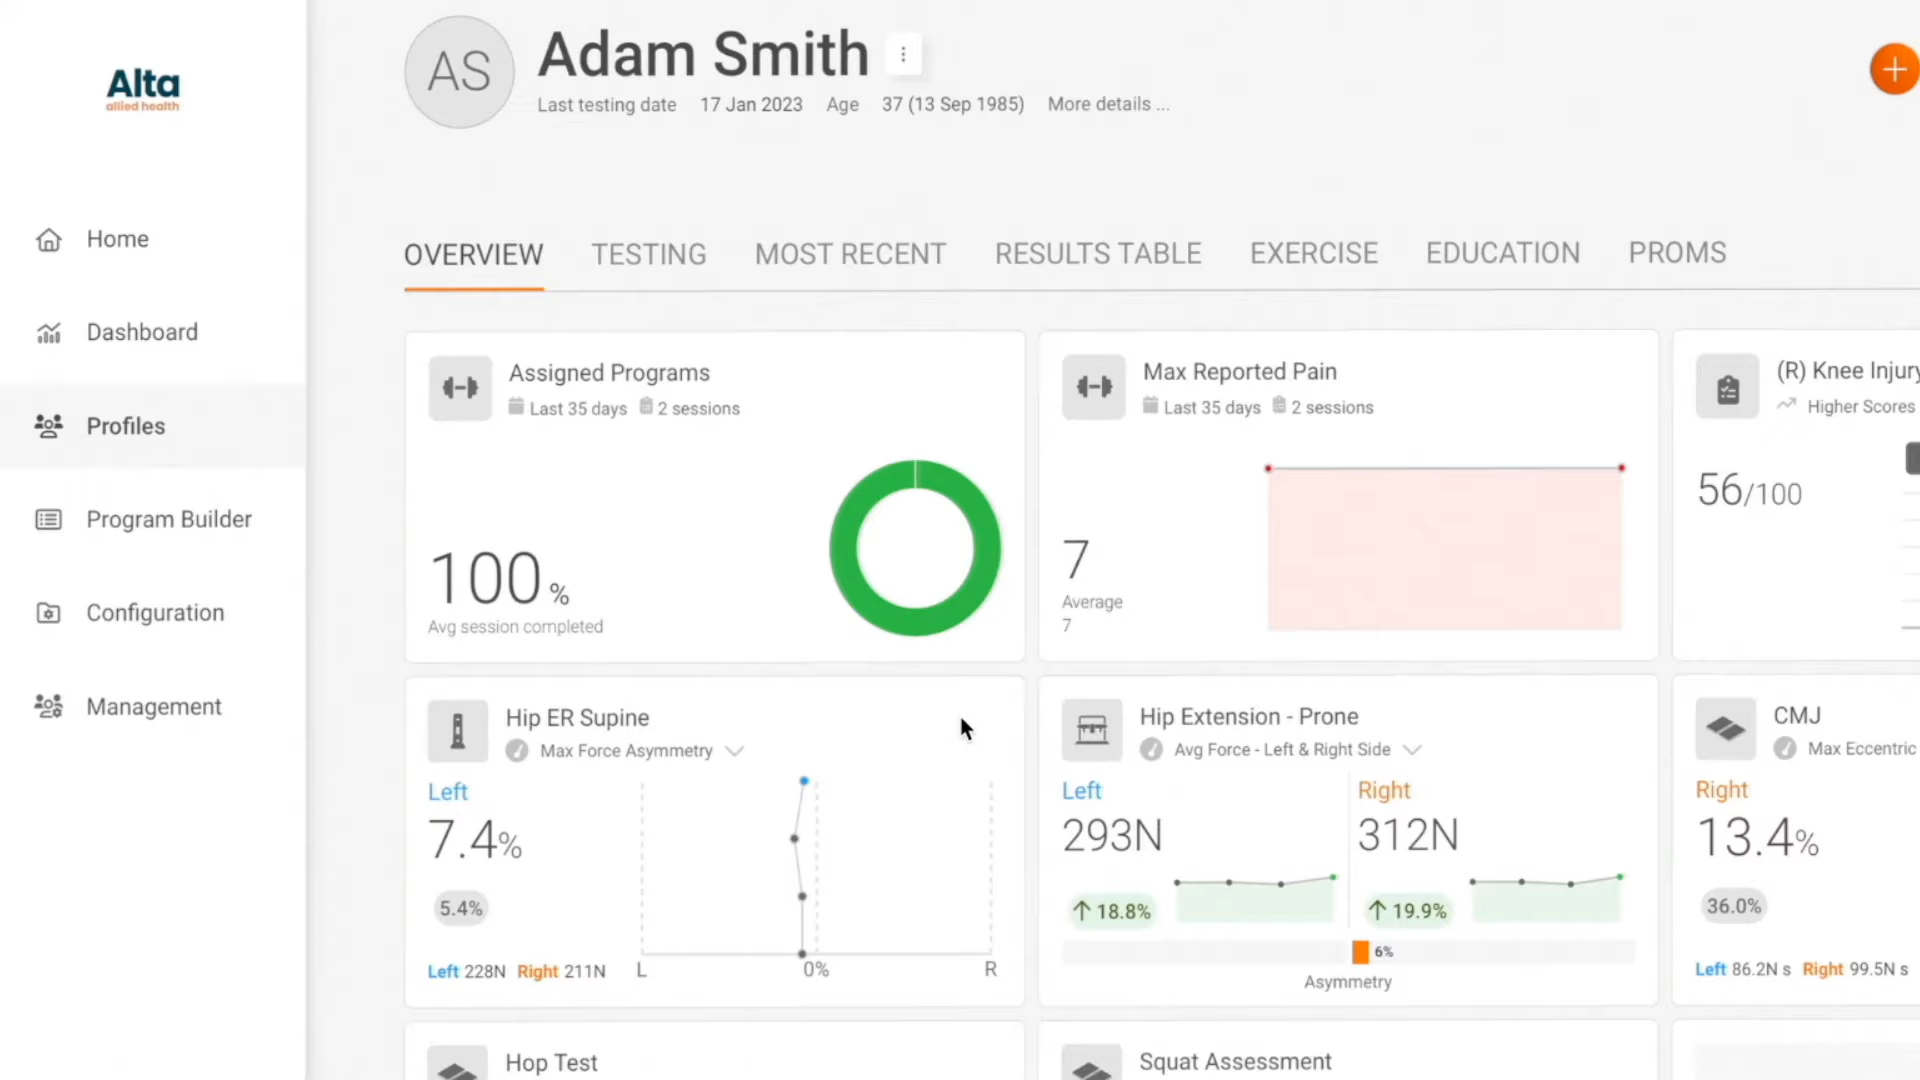 Alta
allied health
Home
Dashboard
Profiles
Program Builder
Configuration
Management
AS
Adam Smith
Last testing date 17 Jan 2023 Age 37 (13 Sep 1985) More details ...
OVERVIEW TESTING MOST RECENT RESULTS TABLE EXERCISE EDUCATION PROMS
Assigned Programs
Last 35 days 2 sessions
100 %
Avg session completed
Max Reported Pain
Last 35 days 2 sessions
7
Average
7
(R) Knee Injury
Higher Scores
56/100
Hip ER Supine
Max Force Asymmetry
Left
7.4%
5.4%
Left 228N Right 211N
L 0% R
Hip Extension - Prone
Avg Force - Left & Right Side
Left Right
293N 312N
18.8% 19.9%
6%
Asymmetry
CMJ
Max Eccentric
Right
13.4%
36.0%
Left 86.2N s Right 99.5N s
Hop Test
Squat Assessment